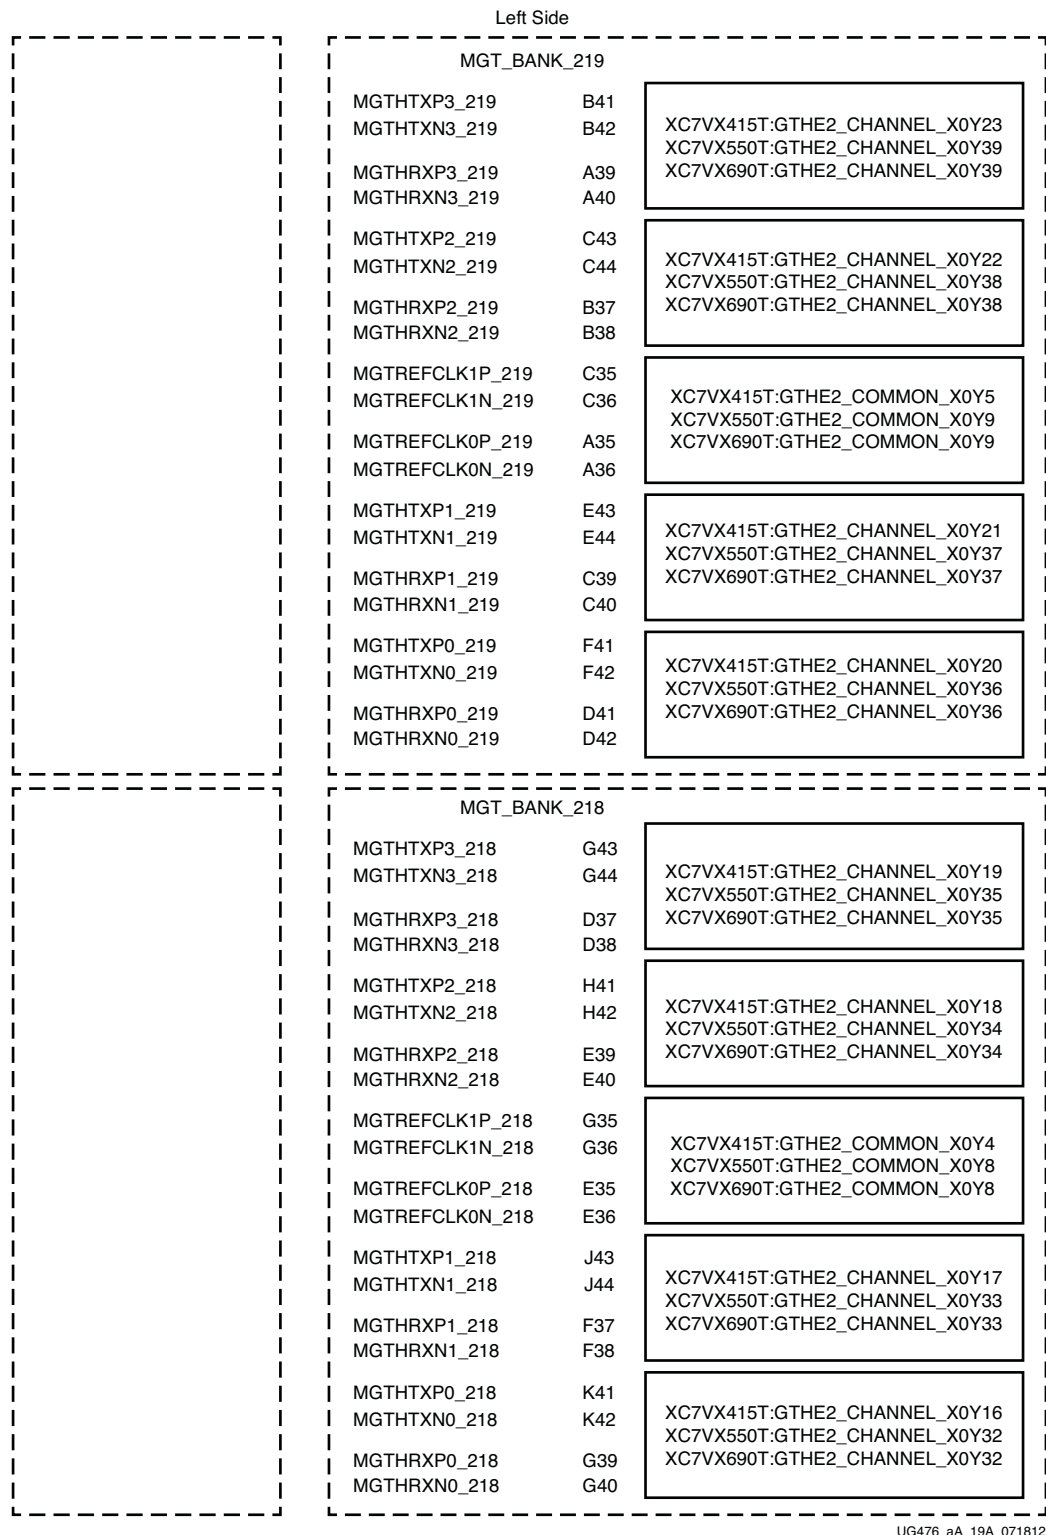 Left Side
MGT_BANK_219
MGTHTXP3_219 B41
MGTHTXN3_219 B42
MGTHRXP3_219 A39
MGTHRXN3_219 A40
XC7VX415T:GTHE2_CHANNEL_X0Y23
XC7VX550T:GTHE2_CHANNEL_X0Y39
XC7VX690T:GTHE2_CHANNEL_X0Y39
MGTHTXP2_219 C43
MGTHTXN2_219 C44
MGTHRXP2_219 B37
MGTHRXN2_219 B38
XC7VX415T:GTHE2_CHANNEL_X0Y22
XC7VX550T:GTHE2_CHANNEL_X0Y38
XC7VX690T:GTHE2_CHANNEL_X0Y38
MGTREFCLK1P_219 C35
MGTREFCLK1N_219 C36
MGTREFCLK0P_219 A35
MGTREFCLK0N_219 A36
XC7VX415T:GTHE2_COMMON_X0Y5
XC7VX550T:GTHE2_COMMON_X0Y9
XC7VX690T:GTHE2_COMMON_X0Y9
MGTHTXP1_219 E43
MGTHTXN1_219 E44
MGTHRXP1_219 C39
MGTHRXN1_219 C40
XC7VX415T:GTHE2_CHANNEL_X0Y21
XC7VX550T:GTHE2_CHANNEL_X0Y37
XC7VX690T:GTHE2_CHANNEL_X0Y37
MGTHTXP0_219 F41
MGTHTXN0_219 F42
MGTHRXP0_219 D41
MGTHRXN0_219 D42
XC7VX415T:GTHE2_CHANNEL_X0Y20
XC7VX550T:GTHE2_CHANNEL_X0Y36
XC7VX690T:GTHE2_CHANNEL_X0Y36
MGT_BANK_218
MGTHTXP3_218 G43
MGTHTXN3_218 G44
MGTHRXP3_218 D37
MGTHRXN3_218 D38
XC7VX415T:GTHE2_CHANNEL_X0Y19
XC7VX550T:GTHE2_CHANNEL_X0Y35
XC7VX690T:GTHE2_CHANNEL_X0Y35
MGTHTXP2_218 H41
MGTHTXN2_218 H42
MGTHRXP2_218 E39
MGTHRXN2_218 E40
XC7VX415T:GTHE2_CHANNEL_X0Y18
XC7VX550T:GTHE2_CHANNEL_X0Y34
XC7VX690T:GTHE2_CHANNEL_X0Y34
MGTREFCLK1P_218 G35
MGTREFCLK1N_218 G36
MGTREFCLK0P_218 E35
MGTREFCLK0N_218 E36
XC7VX415T:GTHE2_COMMON_X0Y4
XC7VX550T:GTHE2_COMMON_X0Y8
XC7VX690T:GTHE2_COMMON_X0Y8
MGTHTXP1_218 J43
MGTHTXN1_218 J44
MGTHRXP1_218 F37
MGTHRXN1_218 F38
XC7VX415T:GTHE2_CHANNEL_X0Y17
XC7VX550T:GTHE2_CHANNEL_X0Y33
XC7VX690T:GTHE2_CHANNEL_X0Y33
MGTHTXP0_218 K41
MGTHTXN0_218 K42
MGTHRXP0_218 G39
MGTHRXN0_218 G40
XC7VX415T:GTHE2_CHANNEL_X0Y16
XC7VX550T:GTHE2_CHANNEL_X0Y32
XC7VX690T:GTHE2_CHANNEL_X0Y32
UG476_aA_19A_071812